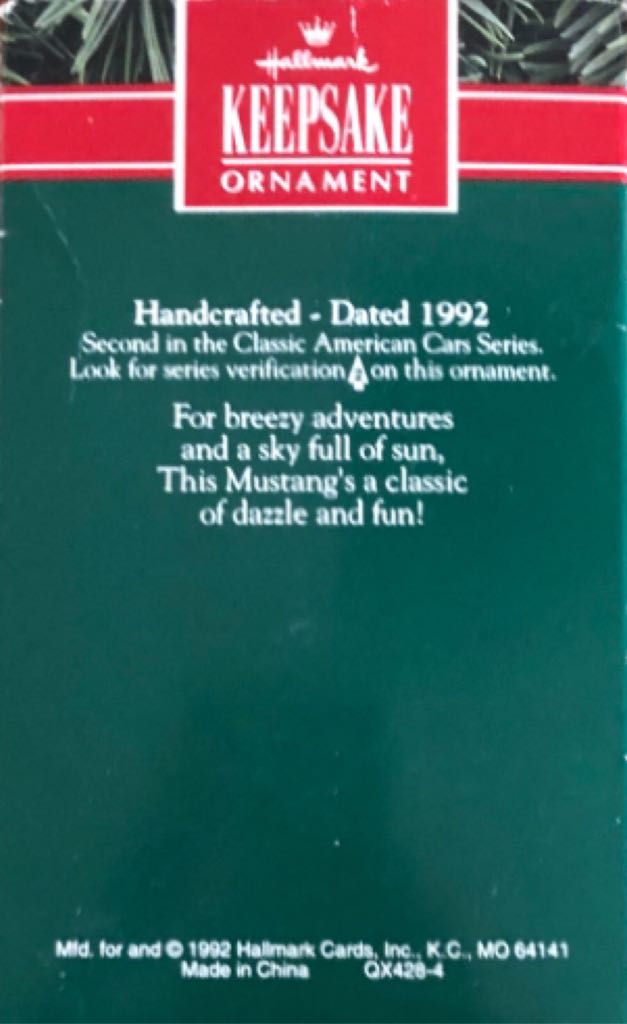 Hallmark
KEEPSAKE
ORNAMENT
Handcrafted - Dated 1992
Second in the Classic American Cars Series.
Look for series verification 2 on this ornament.
For breezy adventures
and a sky full of sun,
This Mustang's a classic
of dazzle and fun!
Mfd. for and © 1992 Hallmark Cards, Inc., K.C., MO 64141
Made in China QX428-4